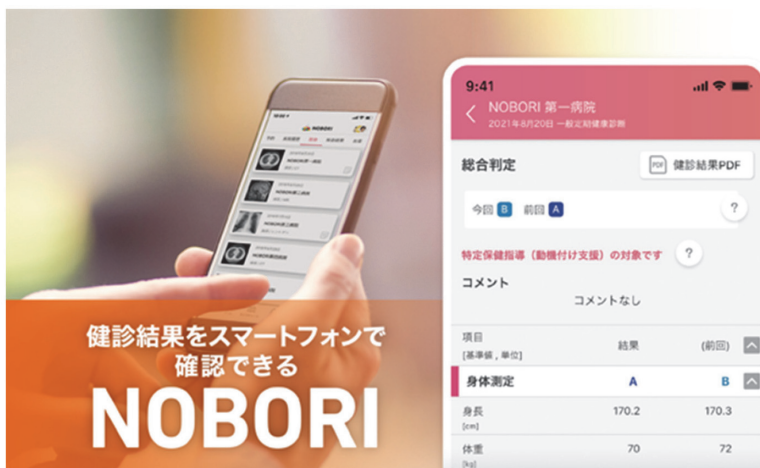 NOBORI
健診結果をスマートフォンで
確認できる
NOBORI
9:41
NOBORI 第一病院
2021年8月20日 一般定期健康診断
総合判定
PDF 健診結果PDF
今回 B 前回 A ?
特定保健指導（動機付け支援）の対象です ?
コメント
コメントなし
項目
[基準値 , 単位] 結果 (前回)
身体測定 A B
身長 170.2 170.3
[cm]
体重 70 72
[kg]